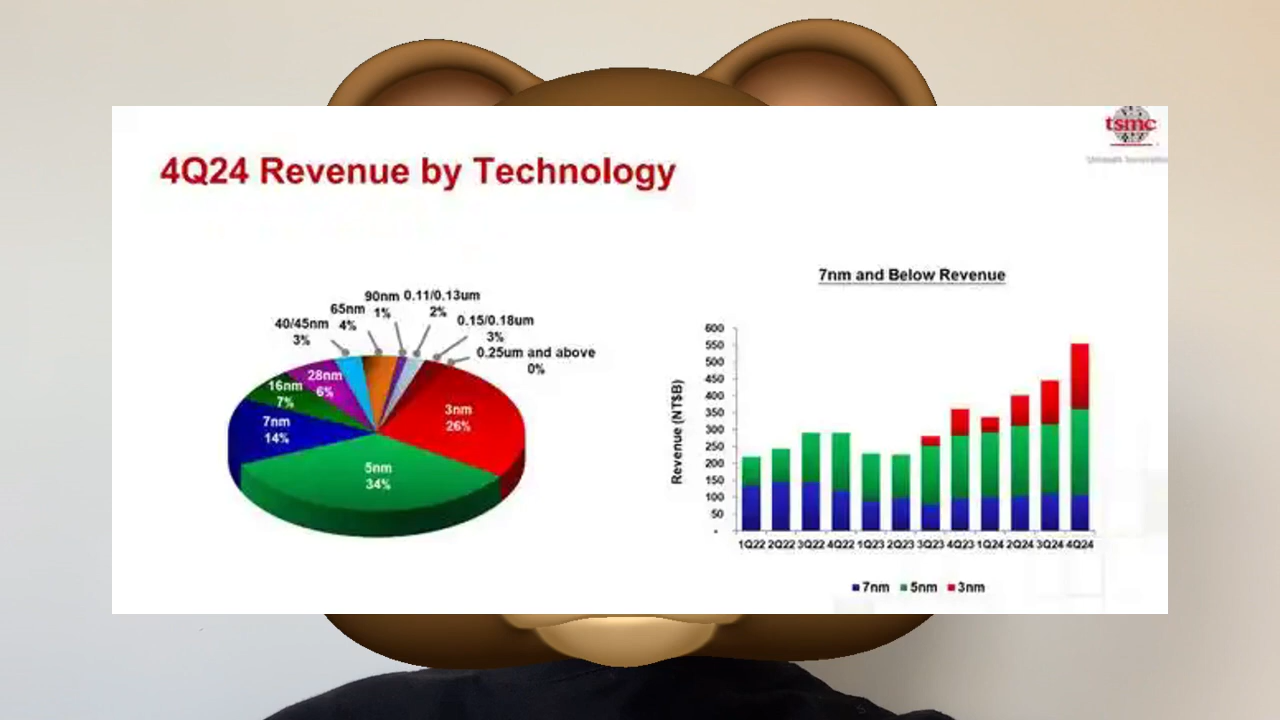 tsmc
4Q24 Revenue by Technology
7nm and Below Revenue
90nm 0.11/0.13um
1% 2%
65nm
4%
40/45nm
3%
0.15/0.18um
3%
0.25um and above
0%
28nm
6%
16nm
7%
7nm
14%
3nm
26%
5nm
34%
Revenue (NT$B)
600
550
500
450
400
350
300
250
200
150
100
50
-
1Q22 2Q22 3Q22 4Q22 1Q23 2Q23 3Q23 4Q23 1Q24 2Q24 3Q24 4Q24
7nm 5nm 3nm